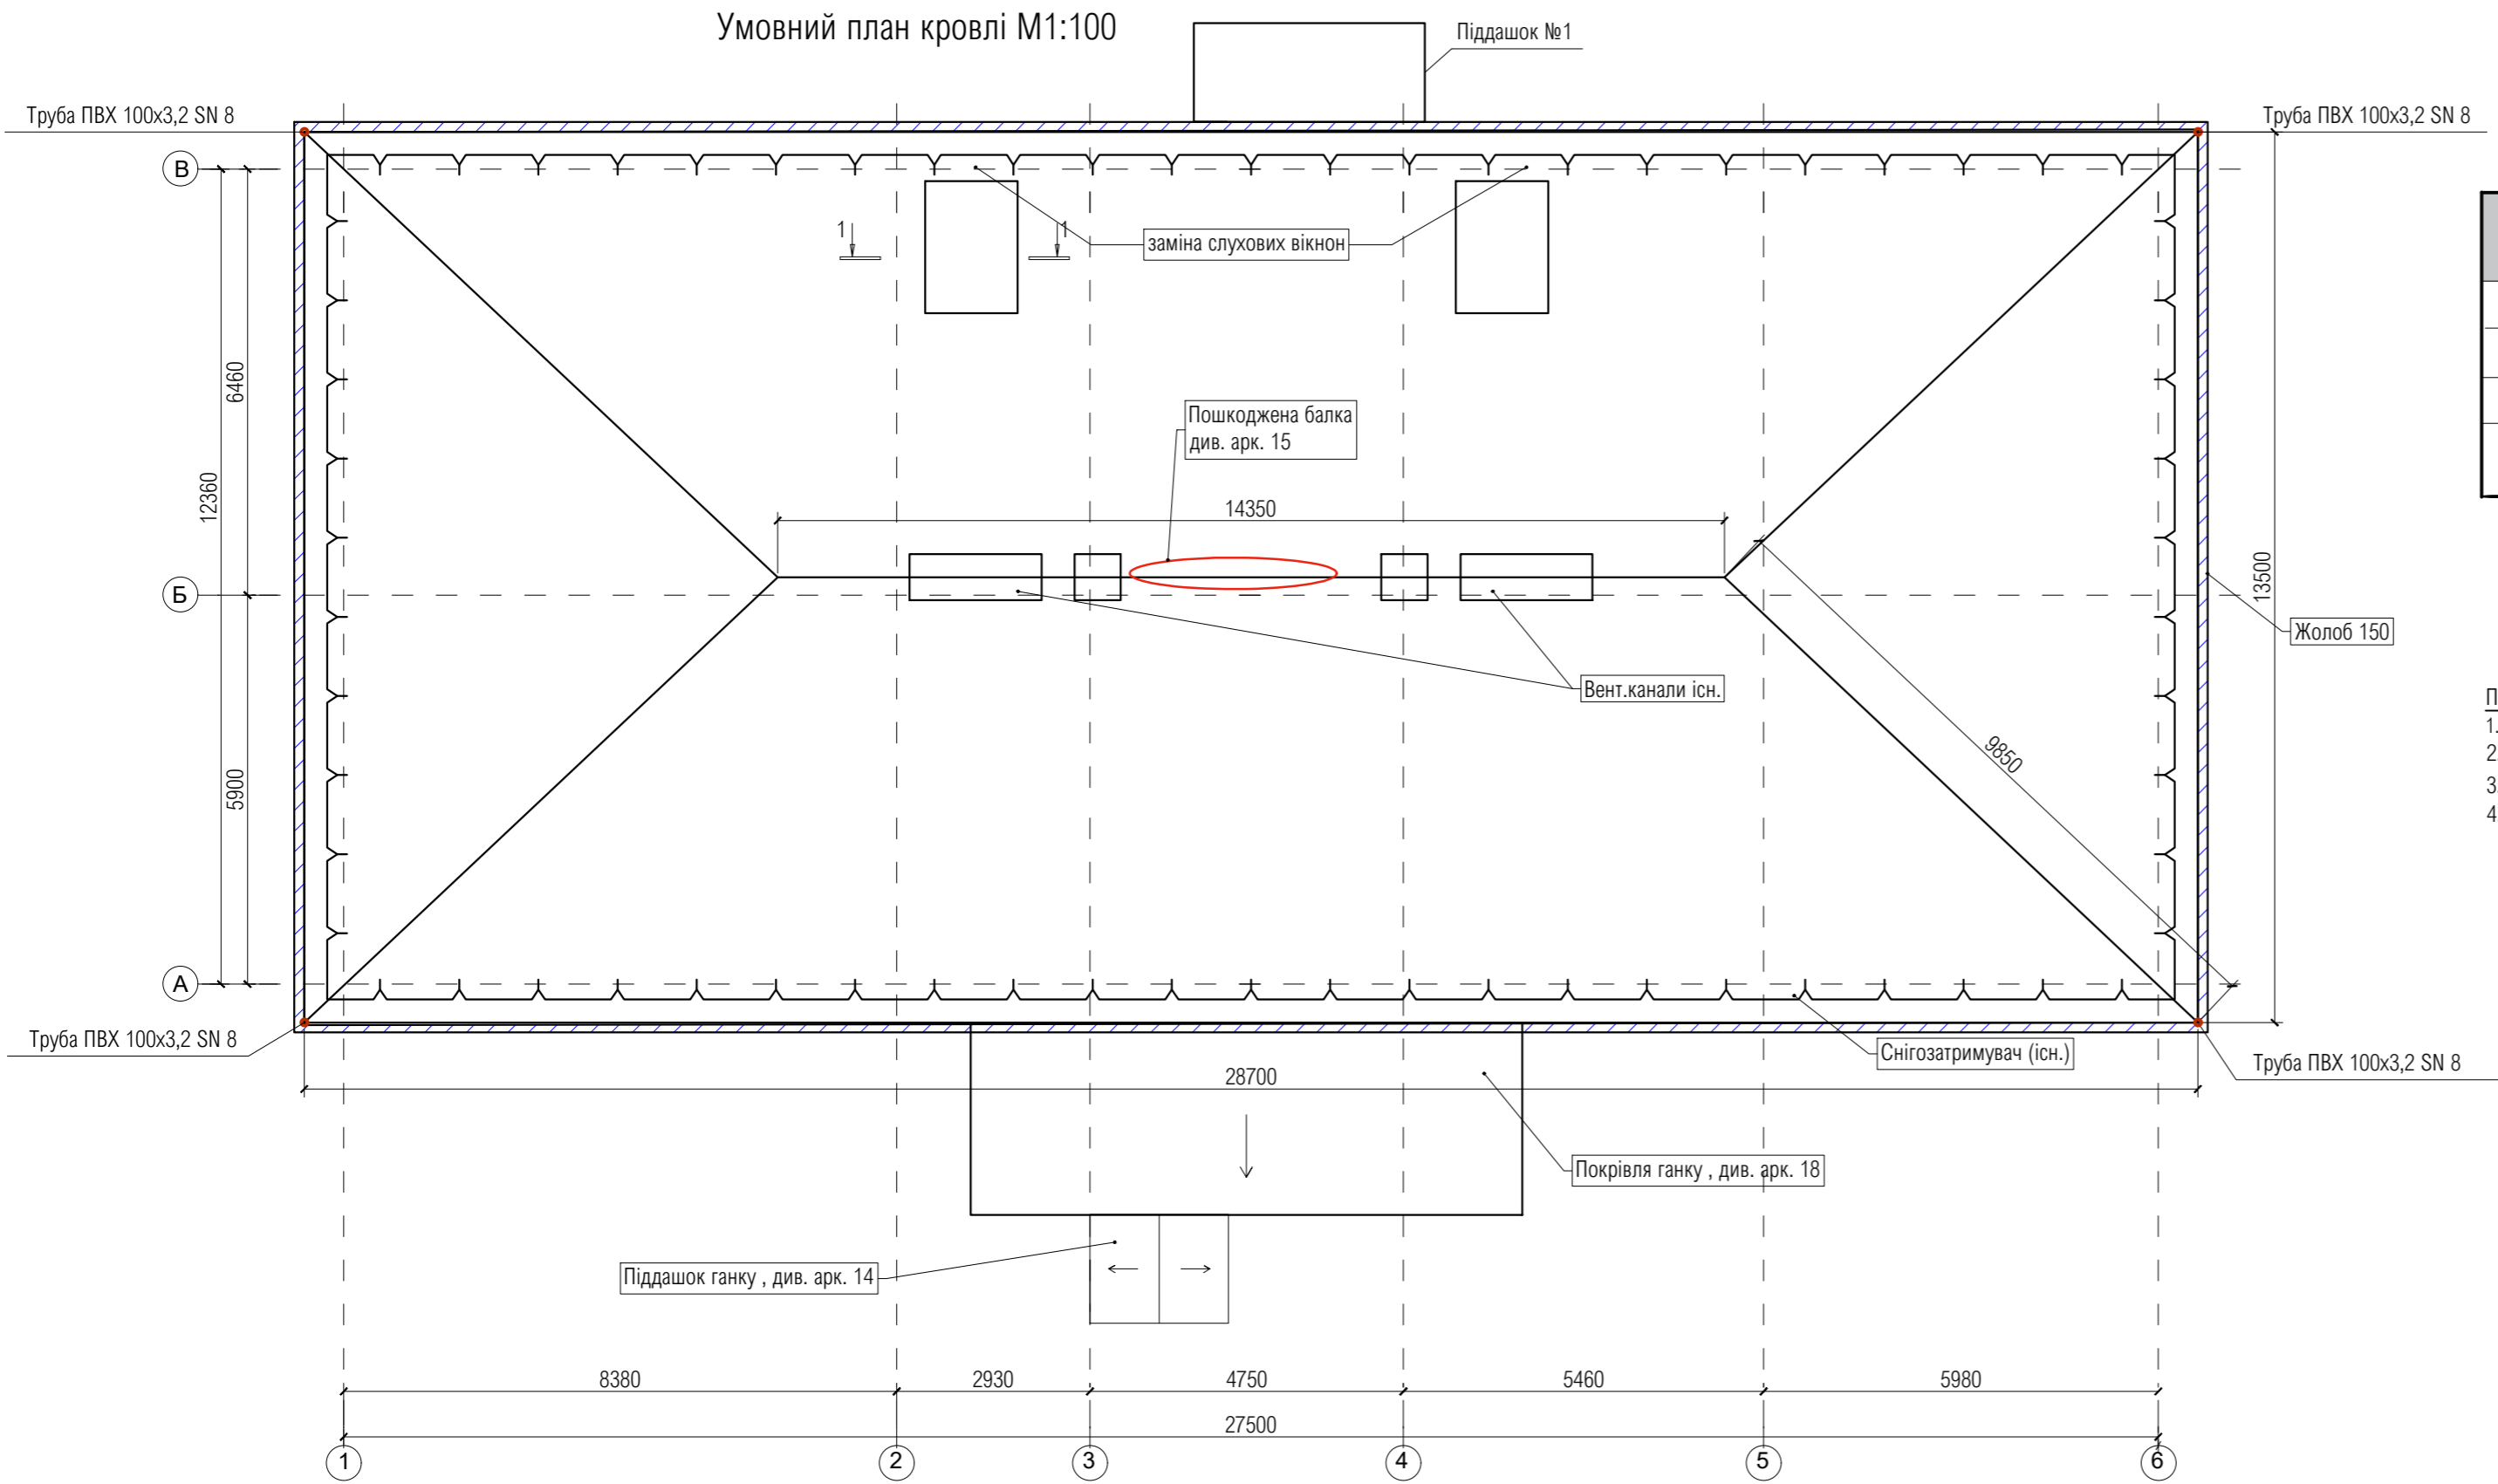 Умовний план кровлі М1:100
Піддашок №1
Труба ПВХ 100х3,2 SN 8
Труба ПВХ 100х3,2 SN 8
В
1
1
заміна слухових вікнон
6460
12360
Пошкоджена балка
див. арк. 15
14350
13500
Б
Жолоб 150
Вент.канали існ.
П
1.
2
3
4
9850
5900
А
Труба ПВХ 100х3,2 SN 8
Снігозатримувач (існ.)
Труба ПВХ 100х3,2 SN 8
28700
Покрівля ганку , див. арк. 18
Піддашок ганку , див. арк. 14
8380
2930
4750
5460
5980
27500
1
2
3
4
5
6